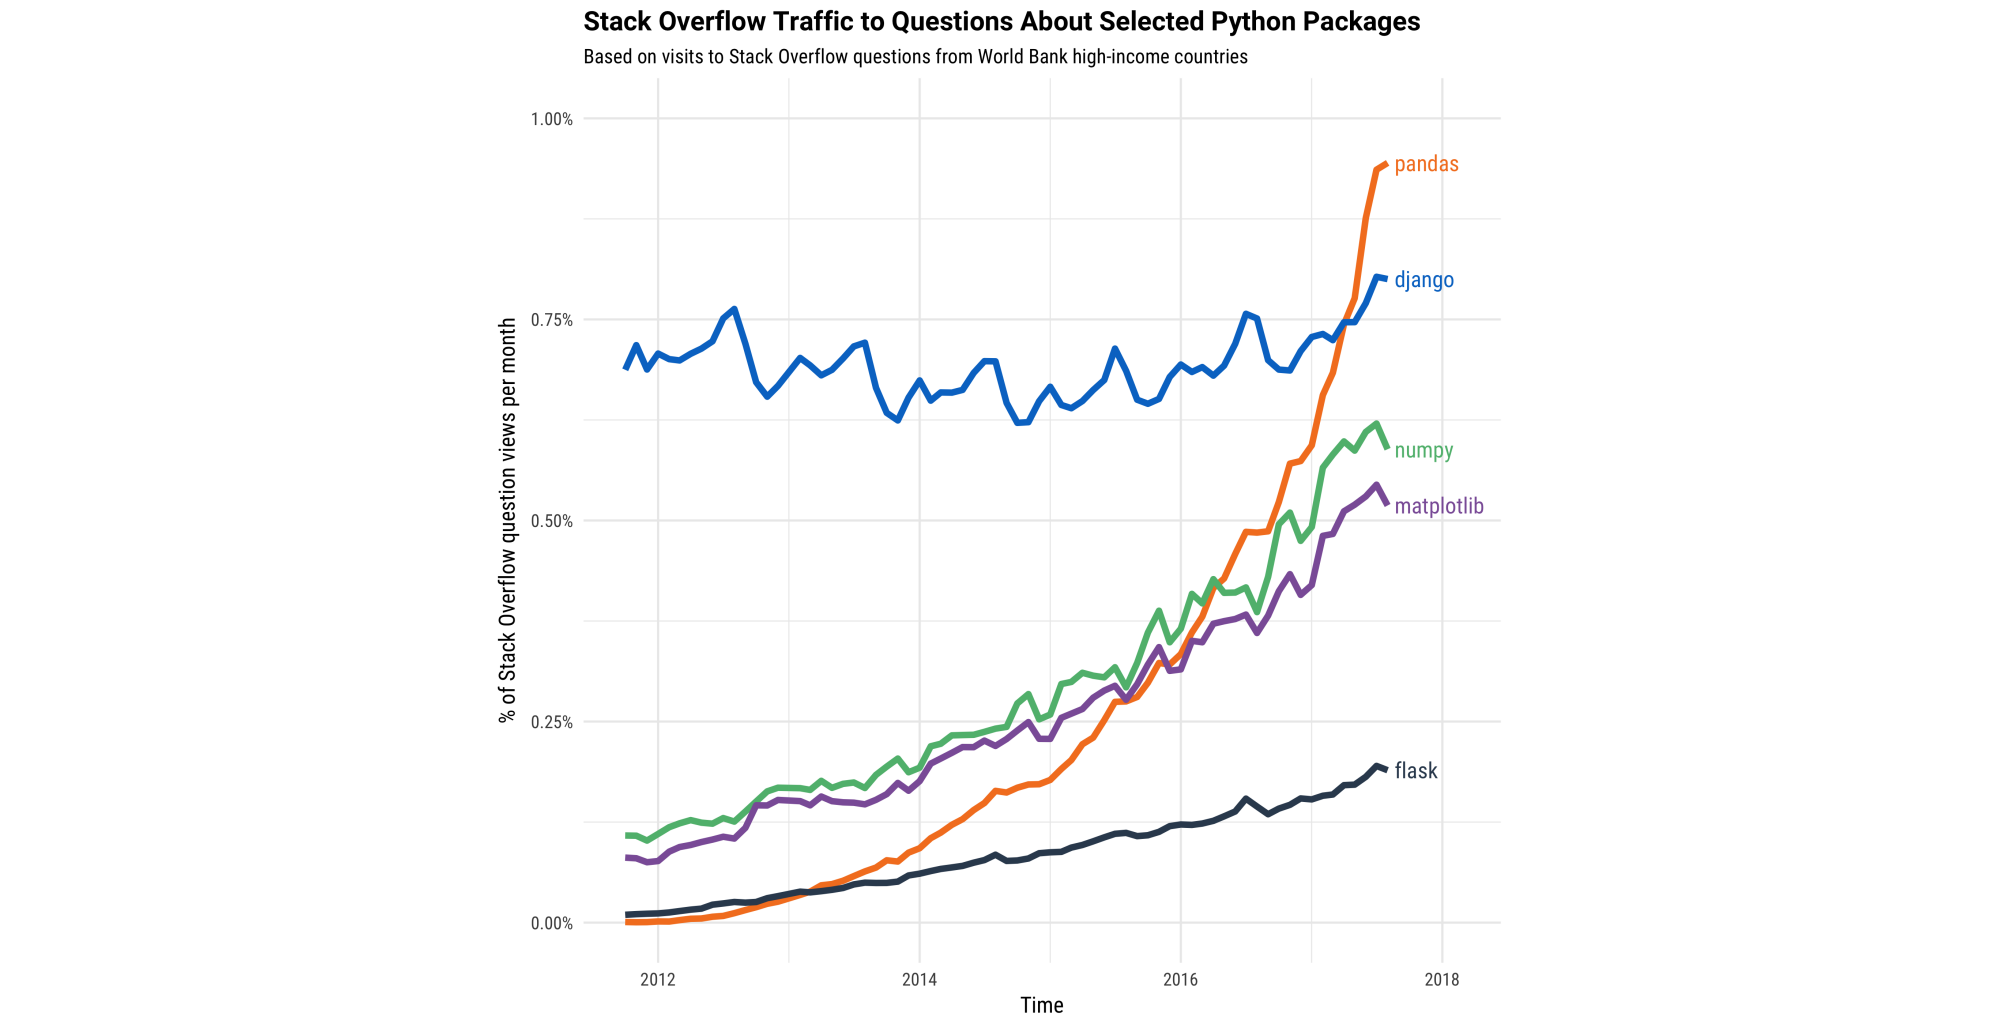 Stack Overflow Traffic to Questions About Selected Python Packages
Based on visits to Stack Overflow questions from World Bank high-income countries
% of Stack Overflow question views per month
1.00%
0.75%
0.50%
0.25%
0.00%
pandas
django
numpy
matplotlib
flask
2012
2014
2016
2018
Time